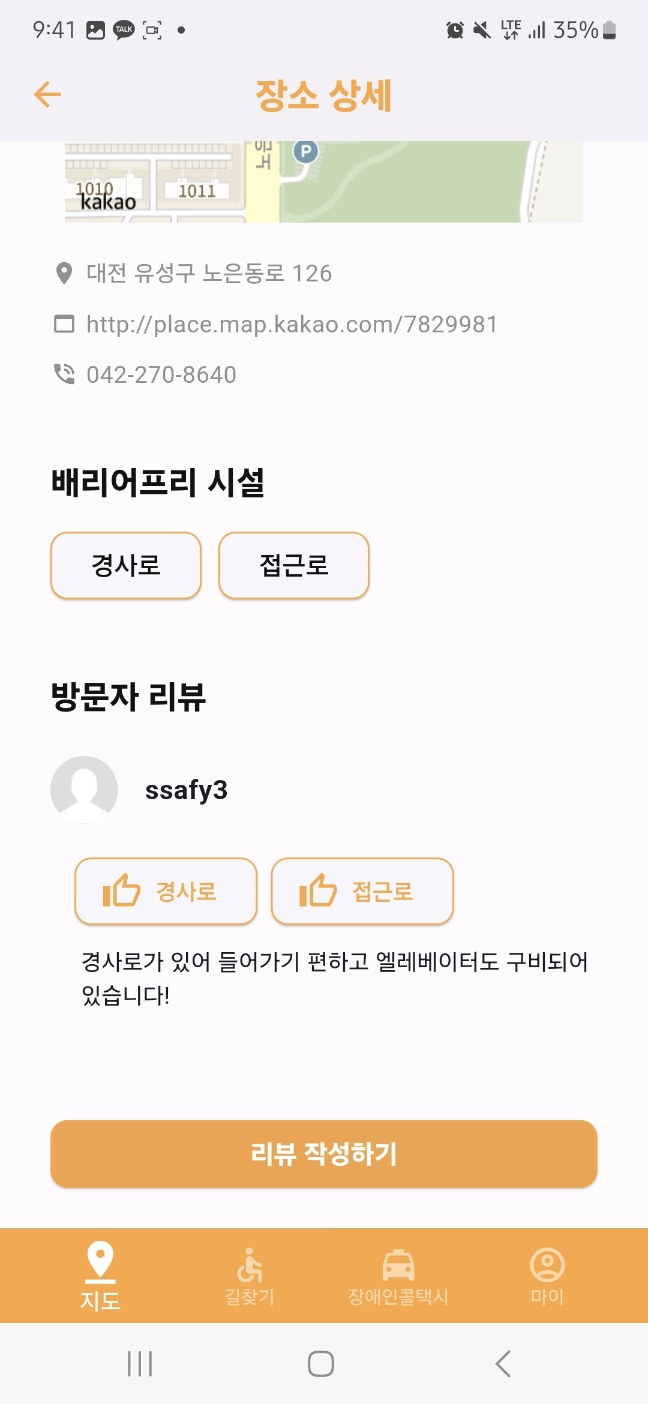 9:41
TALK
LTE
35%
장소 상세
은노
P
1010
1011
kakao
대전 유성구 노은동로 126
http://place.map.kakao.com/7829981
042-270-8640
배리어프리 시설
경사로
접근로
방문자 리뷰
ssafy3
경사로
접근로
경사로가 있어 들어가기 편하고 엘레베이터도 구비되어
있습니다!
리뷰 작성하기
지도
길찾기
장애인콜택시
마이